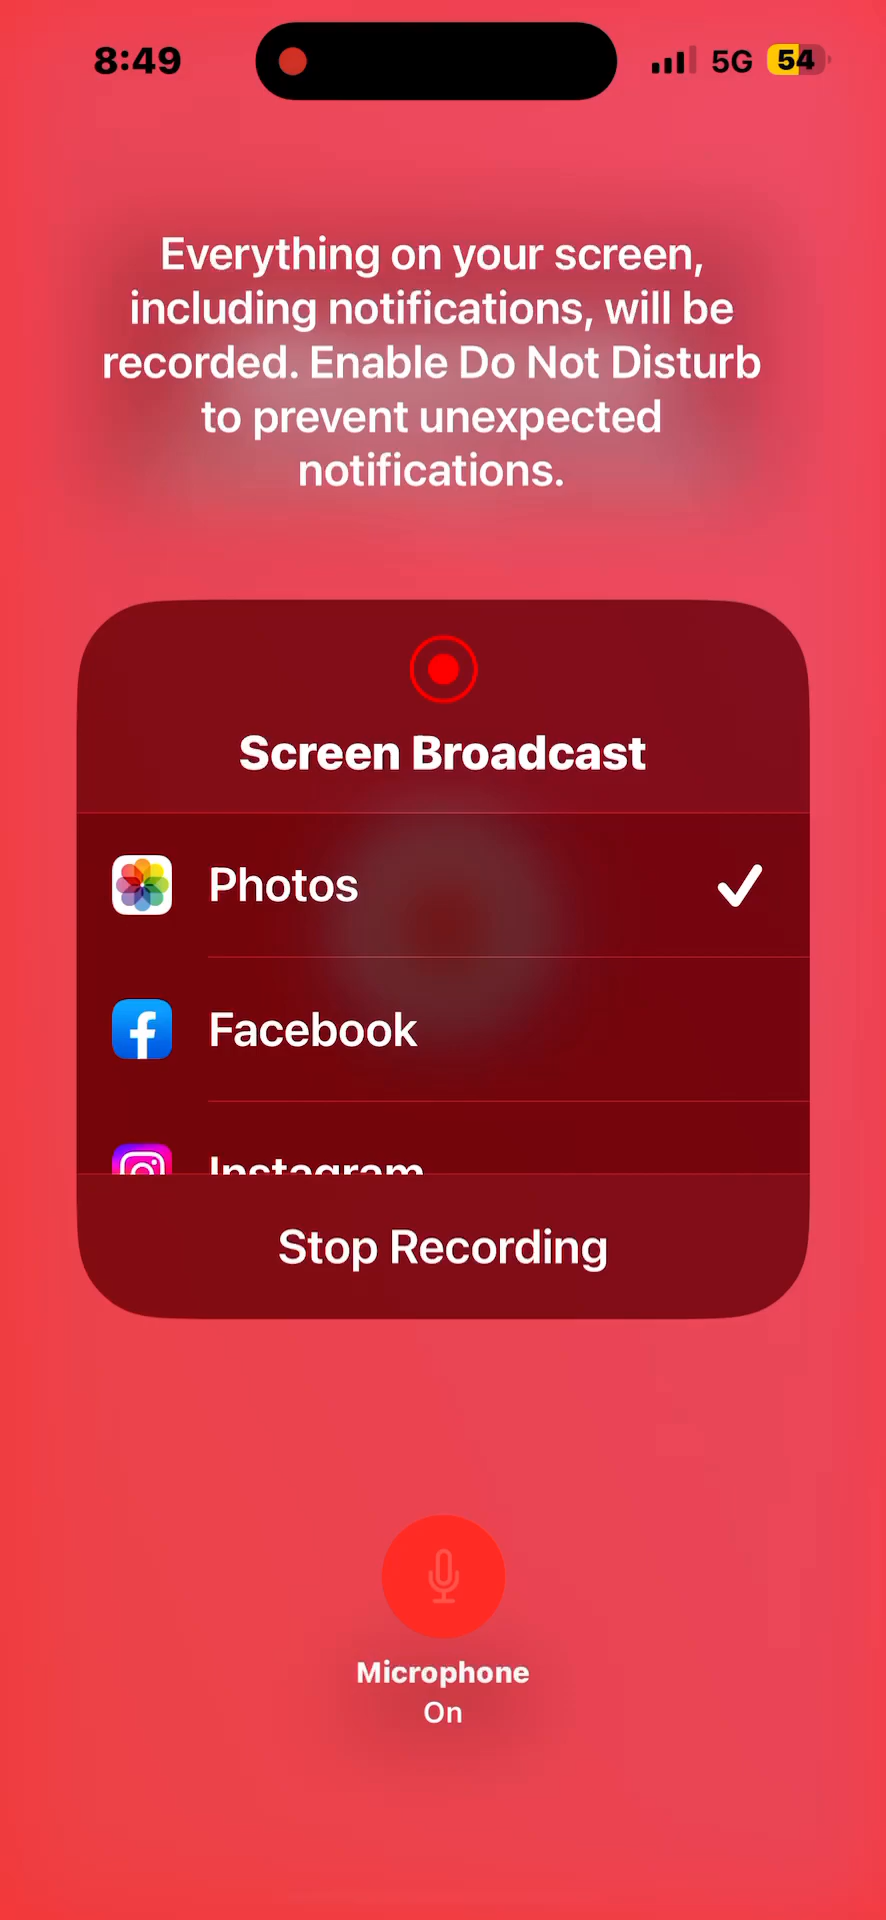 8:49
5G
54
Everything on your screen,
including notifications, will be
recorded. Enable Do Not Disturb
to prevent unexpected
notifications.
Screen Broadcast
Photos
Facebook
Instagram
Stop Recording
Microphone
On